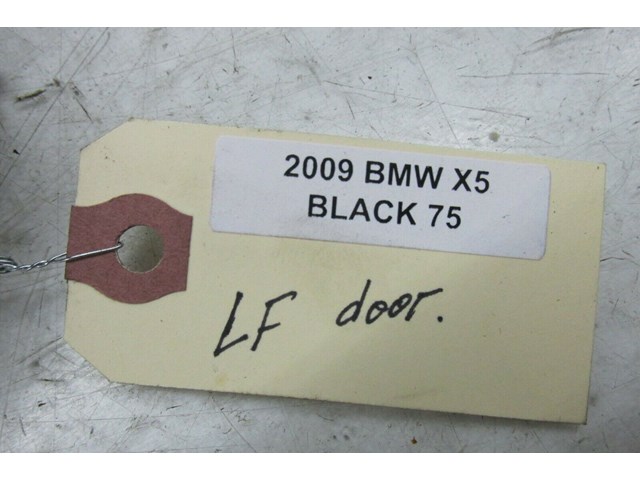 2009 BMW X5
BLACK 75
LF door.